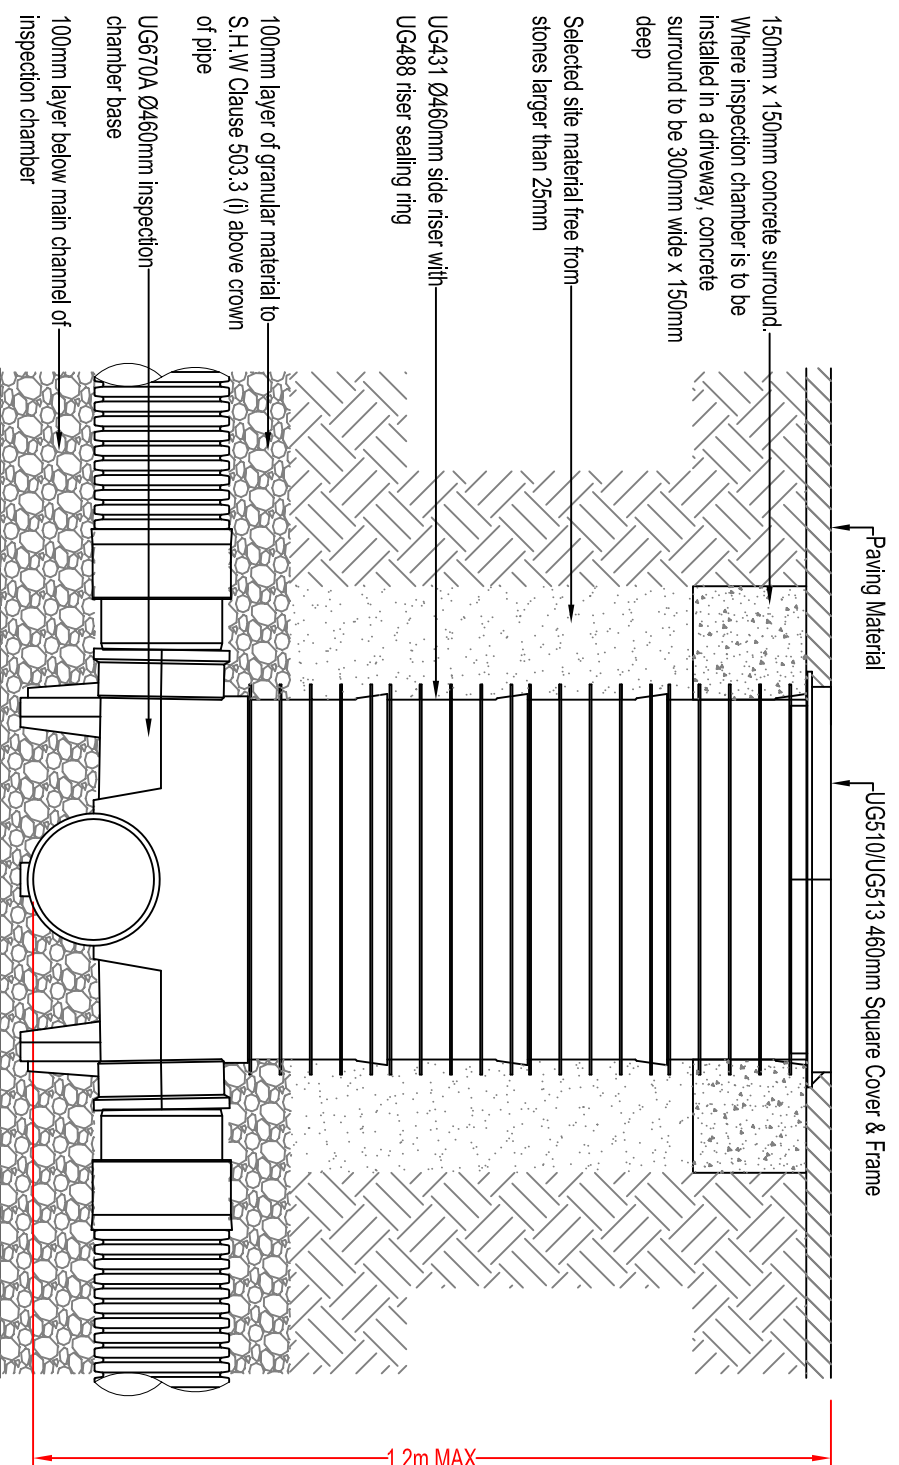 Paving Material
UG510/UG513 460mm Square Cover & Frame
150mm x 150mm concrete surround.
Where inspection chamber is to be
installed in a driveway, concrete
surround to be 300mm wide x 150mm
deep
Selected site material free from
stones larger than 25mm
UG431 Ø460mm side riser with
UG488 riser sealing ring
100mm layer of granular material to
S.H.W Clause 503.3 (i) above crown
of pipe
UG670A Ø460mm inspection
chamber base
100mm layer below main channel of
inspection chamber
1.2m MAX